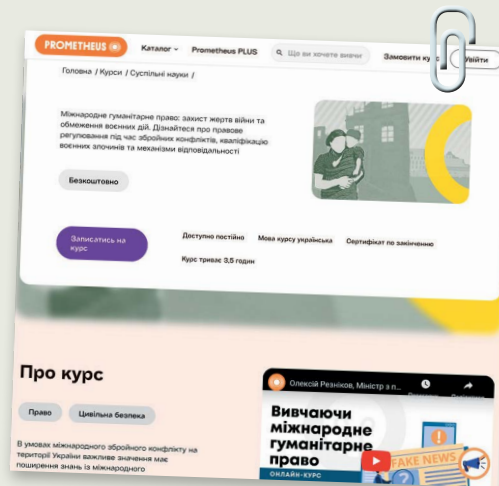 PROMETHEUS
Каталог
Prometheus PLUS
Що ви хочете вивчит
Замовити ку
Увійти
Головна / Курси / Суспільні науки /
Міжнародне гуманітарне право: захист жертв війни та
обмеження воєнних дій. Дізнайтеся про правове
регулювання під час збройних конфліктів, кваліфікацію
воєнних злочинів та механізми відповідальності
Безкоштовно
Записатись на
курс
Доступно постійно
Мова курсу українська
Сертифікат по закінченню
Курс триває 3,5 годин
Про курс
Право
Цивільна безпека
В умовах міжнародного збройного конфлікту на
території України важливе значення має
поширення знань із міжнародного
Олексій Резніков, Міністр з п...
Вивчаючи
міжнародне
гуманітарне
право
ОНЛАЙН-КУРС
FAKE NEWS